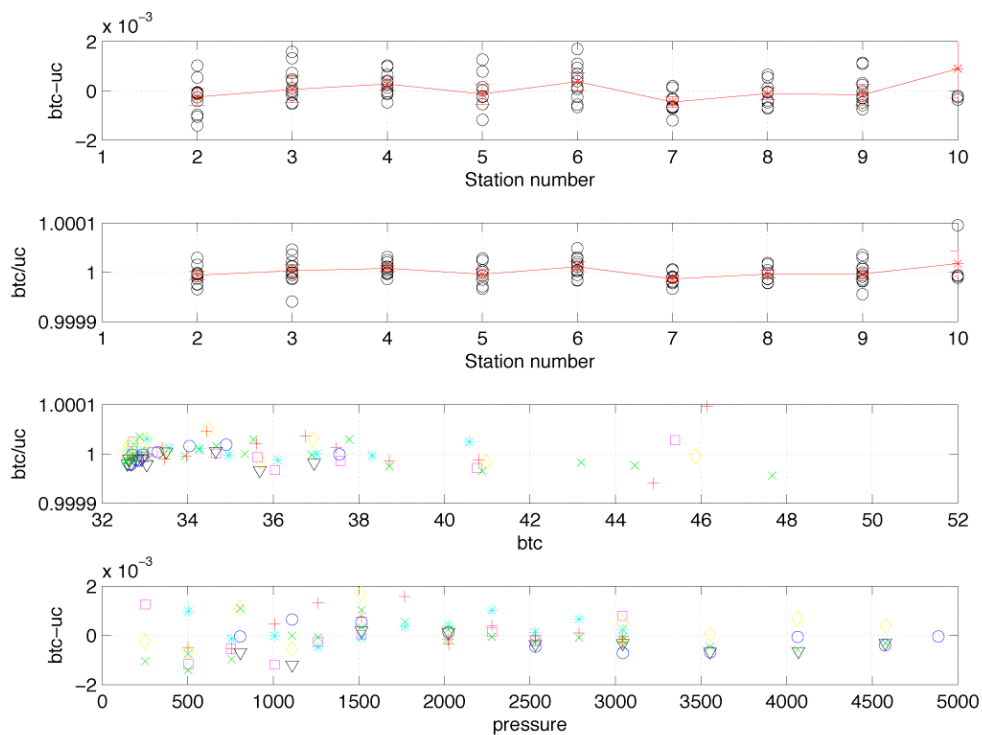 x 10⁻³
2
0
−2
btc−uc
1 2 3 4 5 6 7 8 9 10
Station number
1.0001
1
0.9999
btc/uc
1 2 3 4 5 6 7 8 9 10
Station number
1.0001
1
0.9999
btc/uc
32 34 36 38 40 42 44 46 48 50 52
btc
x 10⁻³
2
0
−2
btc−uc
0 500 1000 1500 2000 2500 3000 3500 4000 4500 5000
pressure